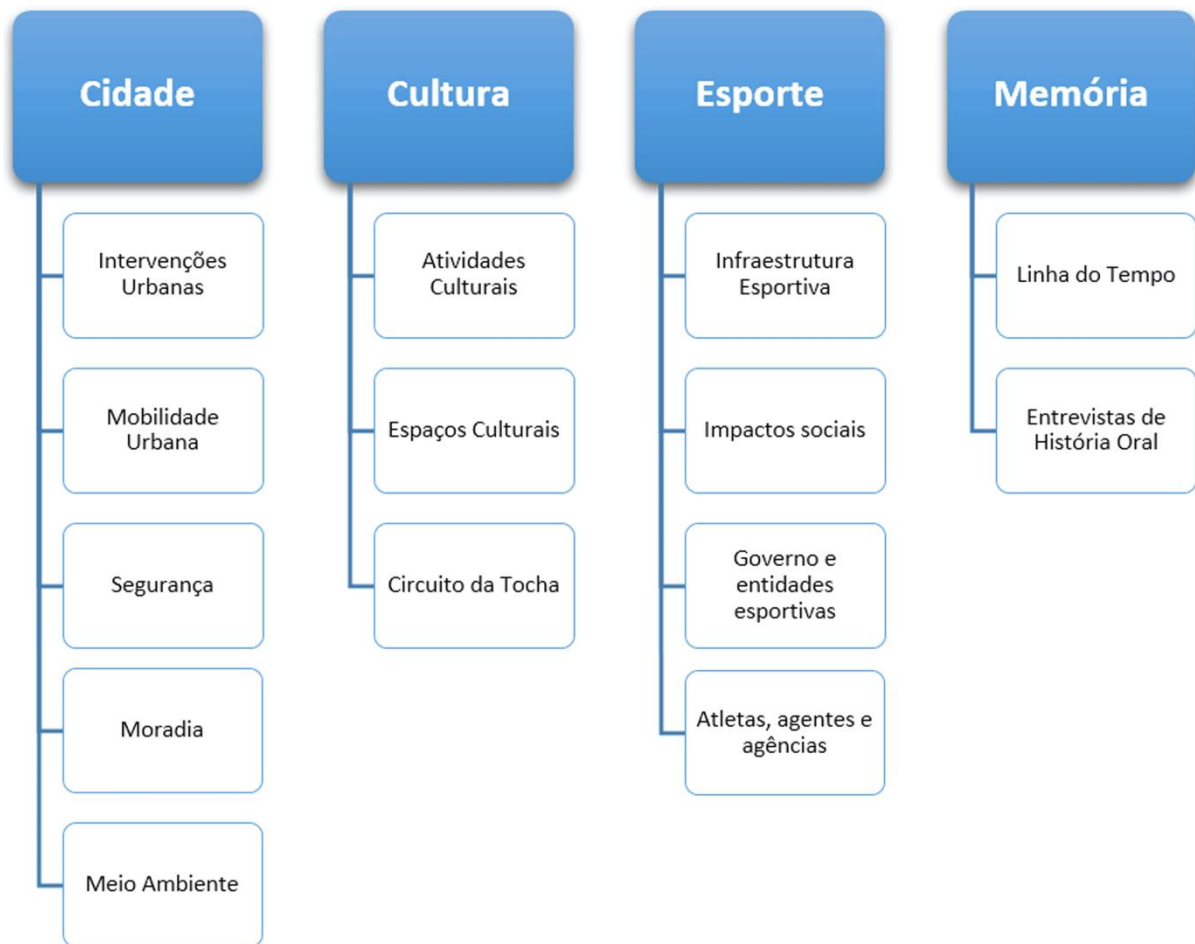 Cidade
Intervenções
Urbanas
Mobilidade
Urbana
Segurança
Moradia
Meio Ambiente
Cultura
Atividades
Culturais
Espaços Culturais
Circuito da Tocha
Esporte
Infraestrutura
Esportiva
Impactos sociais
Governo e
entidades
esportivas
Atletas, agentes e
agências
Memória
Linha do Tempo
Entrevistas de
História Oral